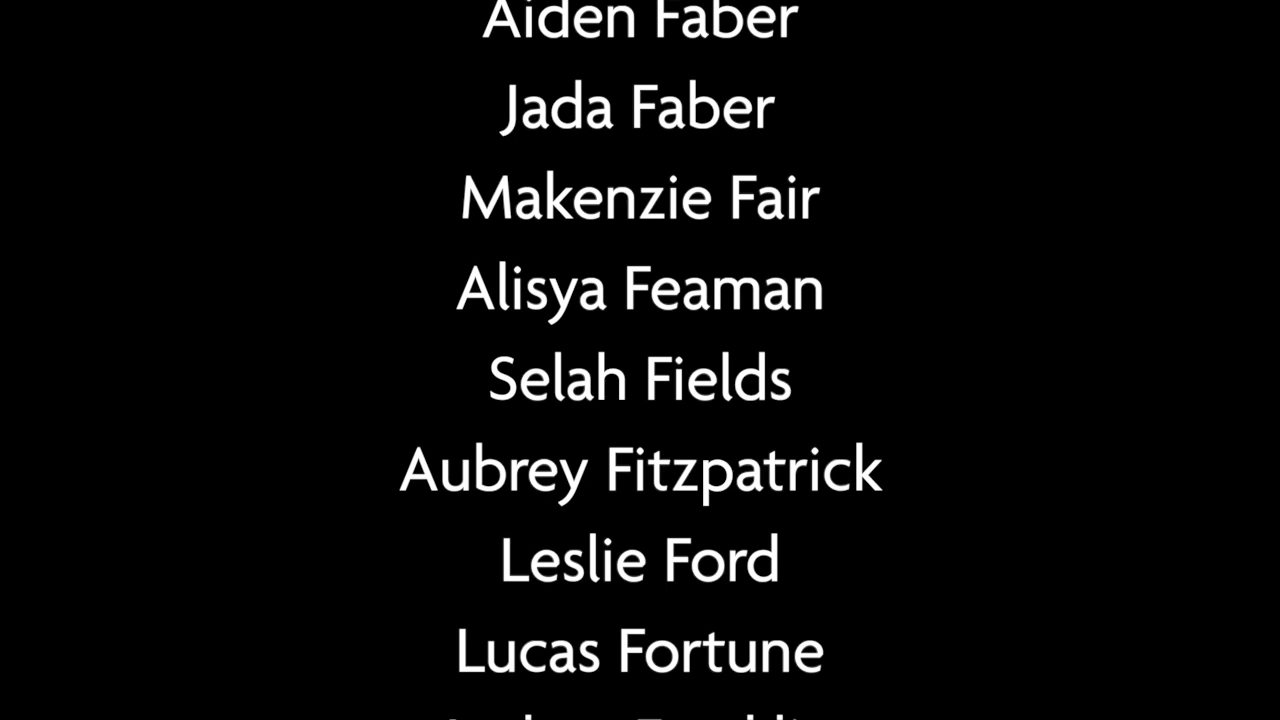 Aiden Faber
Jada Faber
Makenzie Fair
Alisya Feaman
Selah Fields
Aubrey Fitzpatrick
Leslie Ford
Lucas Fortune